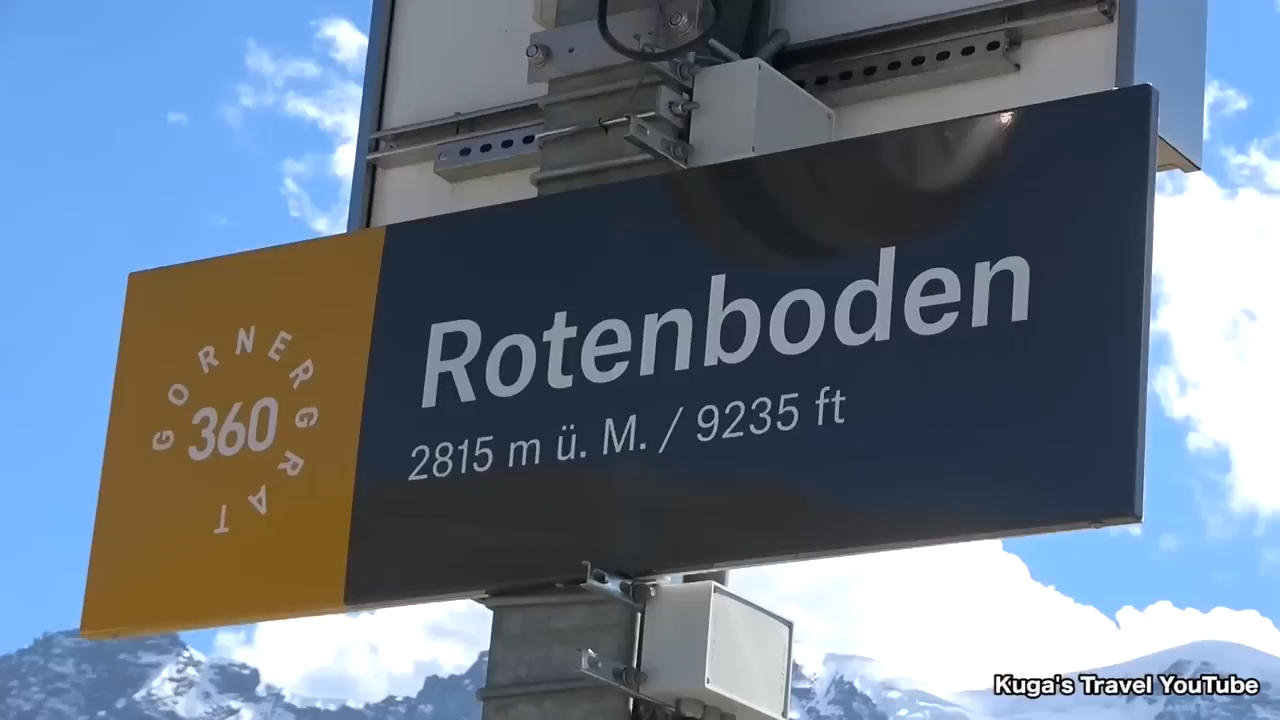 GORNERGRAT
360
Rotenboden
2815 m ü. M. / 9235 ft
Kuga's Travel YouTube